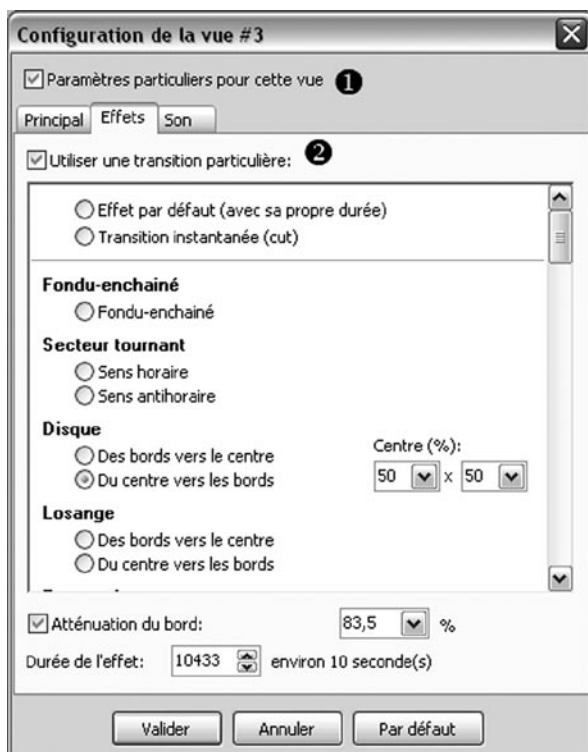 Configuration de la vue #3
Paramètres particuliers pour cette vue ❶
Principal Effets Son
Utiliser une transition particulière: ❷
Effet par défaut (avec sa propre durée)
Transition instantanée (cut)
Fondu-enchainé
Fondu-enchainé
Secteur tournant
Sens horaire
Sens antihoraire
Disque
Centre (%):
Des bords vers le centre
Du centre vers les bords
50 x 50
Losange
Des bords vers le centre
Du centre vers les bords
Atténuation du bord: 83,5 %
Durée de l'effet: 10433 environ 10 seconde(s)
Valider Annuler Par défaut